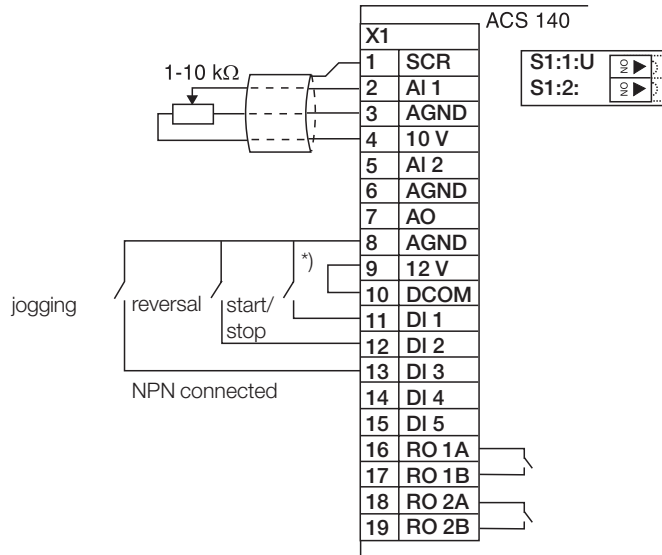 ACS 140
X1
1 SCR
2 AI 1
3 AGND
4 10 V
5 AI 2
6 AGND
7 AO
8 AGND
9 12 V
10 DCOM
11 DI 1
12 DI 2
13 DI 3
14 DI 4
15 DI 5
16 RO 1A
17 RO 1B
18 RO 2A
19 RO 2B
1-10 kΩ
S1:1:U ON
S1:2: ON
*)
jogging
reversal
start/
stop
NPN connected